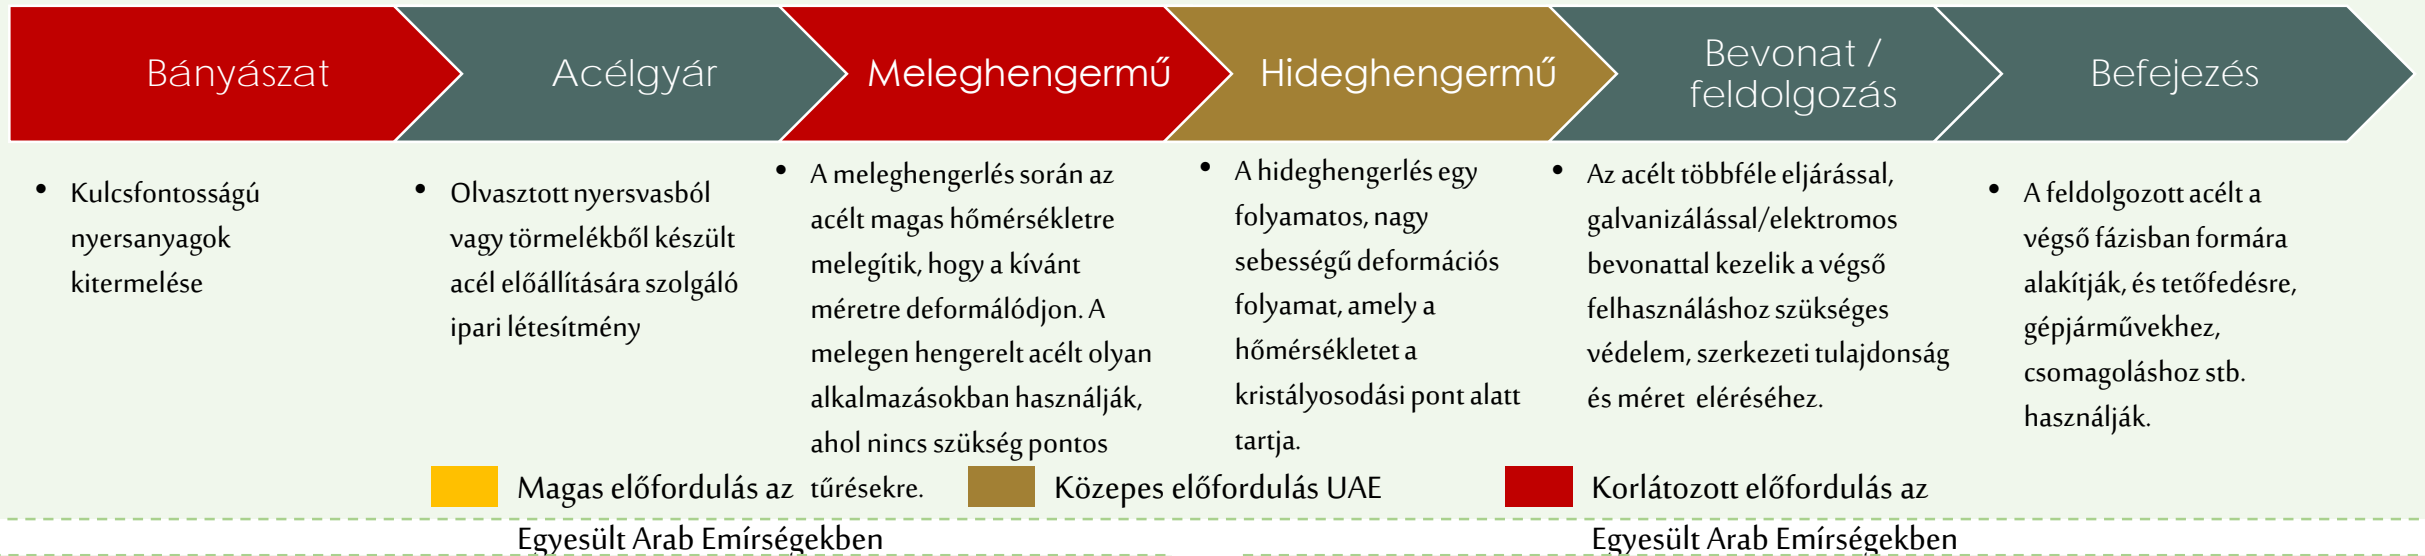 Bányászat
Acélgyár
Meleghengermű
Hideghengermű
Bevonat /
feldolgozás
Befejezés
• Kulcsfontosságú
nyersanyagok
kitermelése
• Olvasztott nyersvasból
vagy törmelékből készült
acél előállítására szolgáló
ipari létesítmény
• A meleghengerlés során az
acélt magas hőmérsékletre
melegítik, hogy a kívánt
méretre deformálódjon. A
melegen hengerelt acélt olyan
alkalmazásokban használják,
ahol nincs szükség pontos
tűrésekre.
• A hideghengerlés egy
folyamatos, nagy
sebességű deformációs
folyamat, amely a
hőmérsékletet a
kristályosodási pont alatt
tartja.
• Az acélt többféle eljárással,
galvanizálással/elektromos
bevonattal kezelik a végső
felhasználáshoz szükséges
védelem, szerkezeti tulajdonság
és méret eléréséhez.
• A feldolgozott acélt a
végső fázisban formára
alakítják, és tetőfedésre,
gépjárművekhez,
csomagoláshoz stb.
használják.
Magas előfordulás az
Egyesült Arab Emírségekben
Közepes előfordulás UAE
Korlátozott előfordulás az
Egyesült Arab Emírségekben